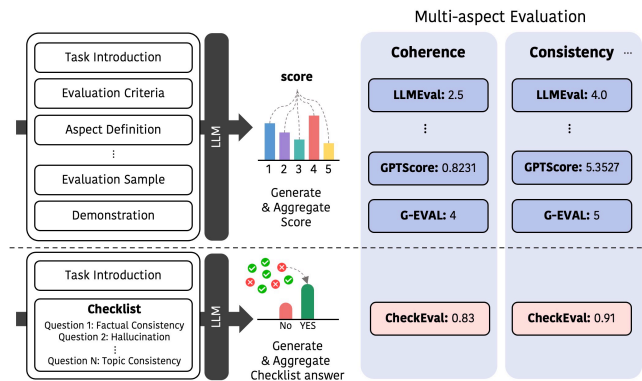 Multi-aspect Evaluation
Task Introduction
Evaluation Criteria
Aspect Definition
⋮
Evaluation Sample
Demonstration
LLM
score
1 2 3 4 5
Generate
& Aggregate
Score
Coherence
LLMEval: 2.5
⋮
GPTScore: 0.8231
G-EVAL: 4
Consistency ...
LLMEval: 4.0
⋮
GPTScore: 5.3527
G-EVAL: 5
Task Introduction
Checklist
Question 1: Factual Consistency
Question 2: Hallucination
⋮
Question N: Topic Consistency
LLM
No YES
Generate
& Aggregate
Checklist answer
CheckEval: 0.83
CheckEval: 0.91